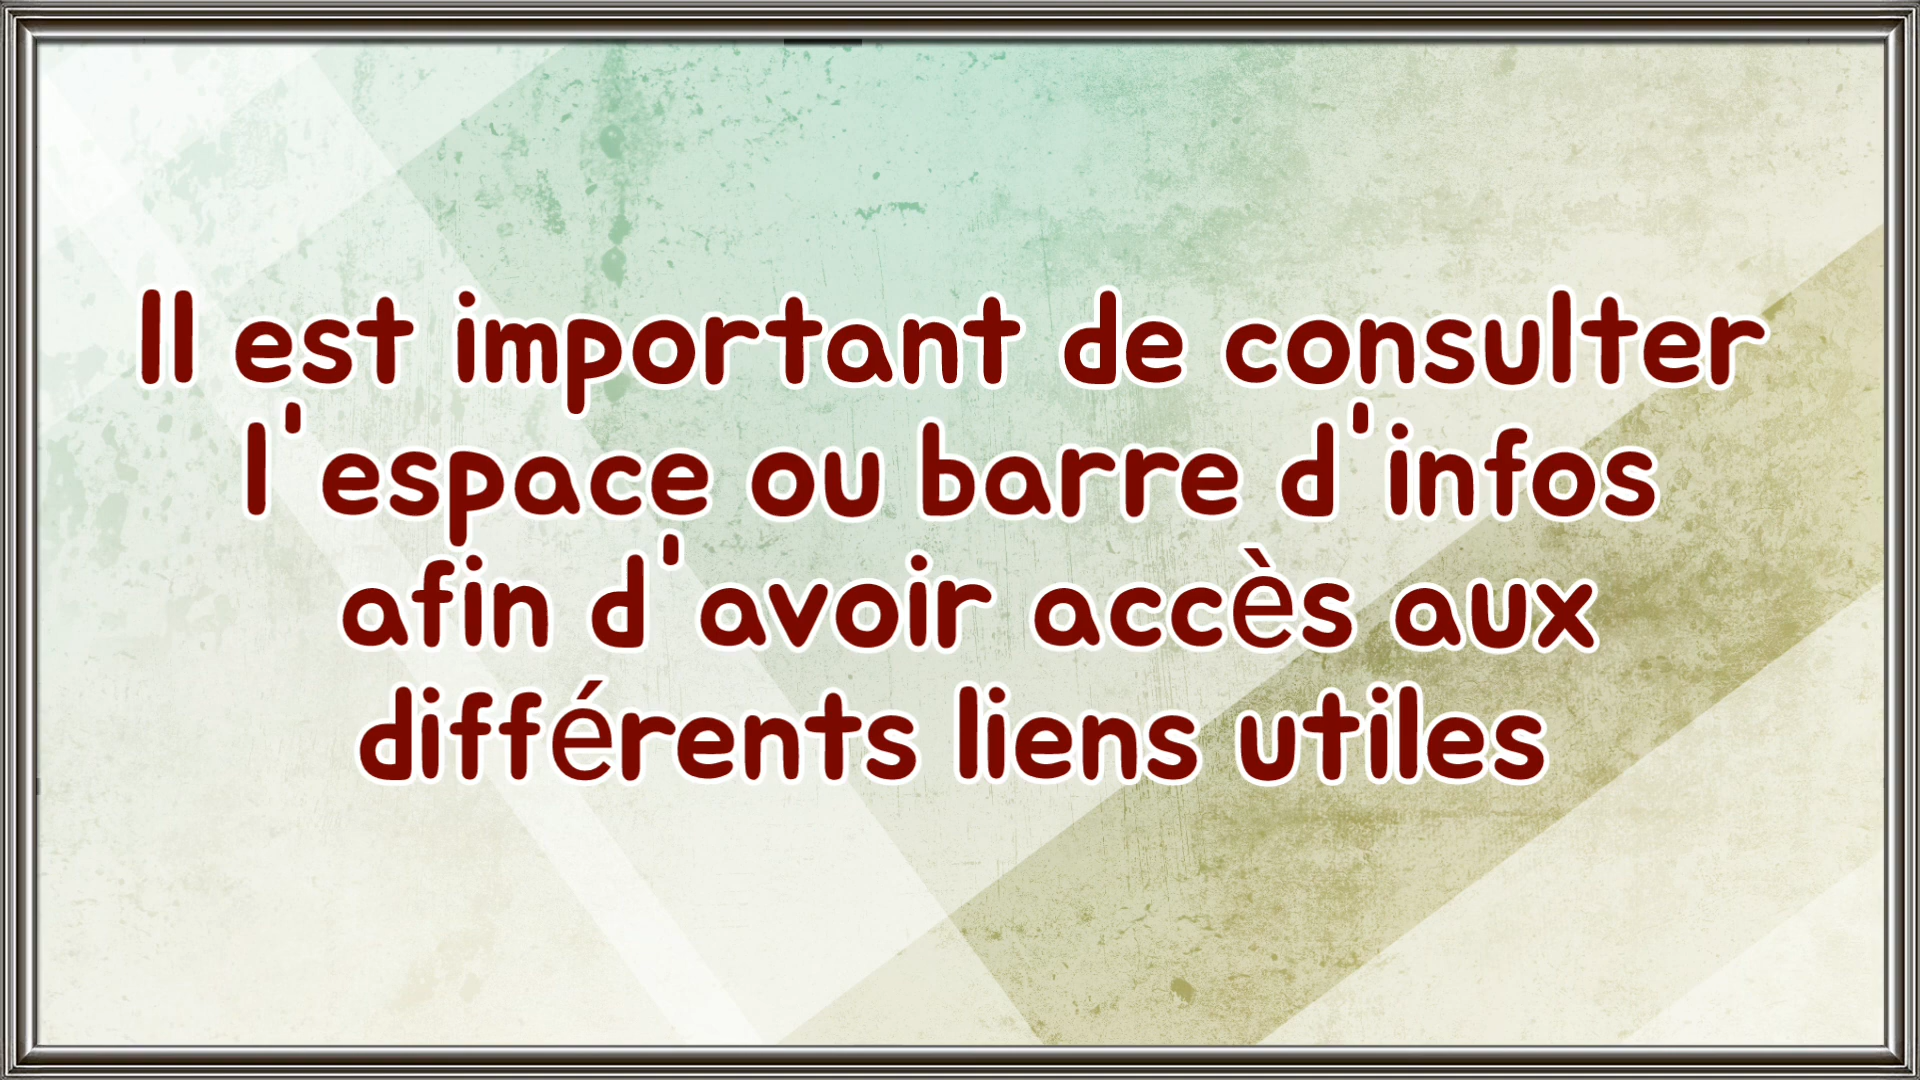 Il est important de consulter
l'espace ou barre d'infos
afin d'avoir accès aux
différents liens utiles